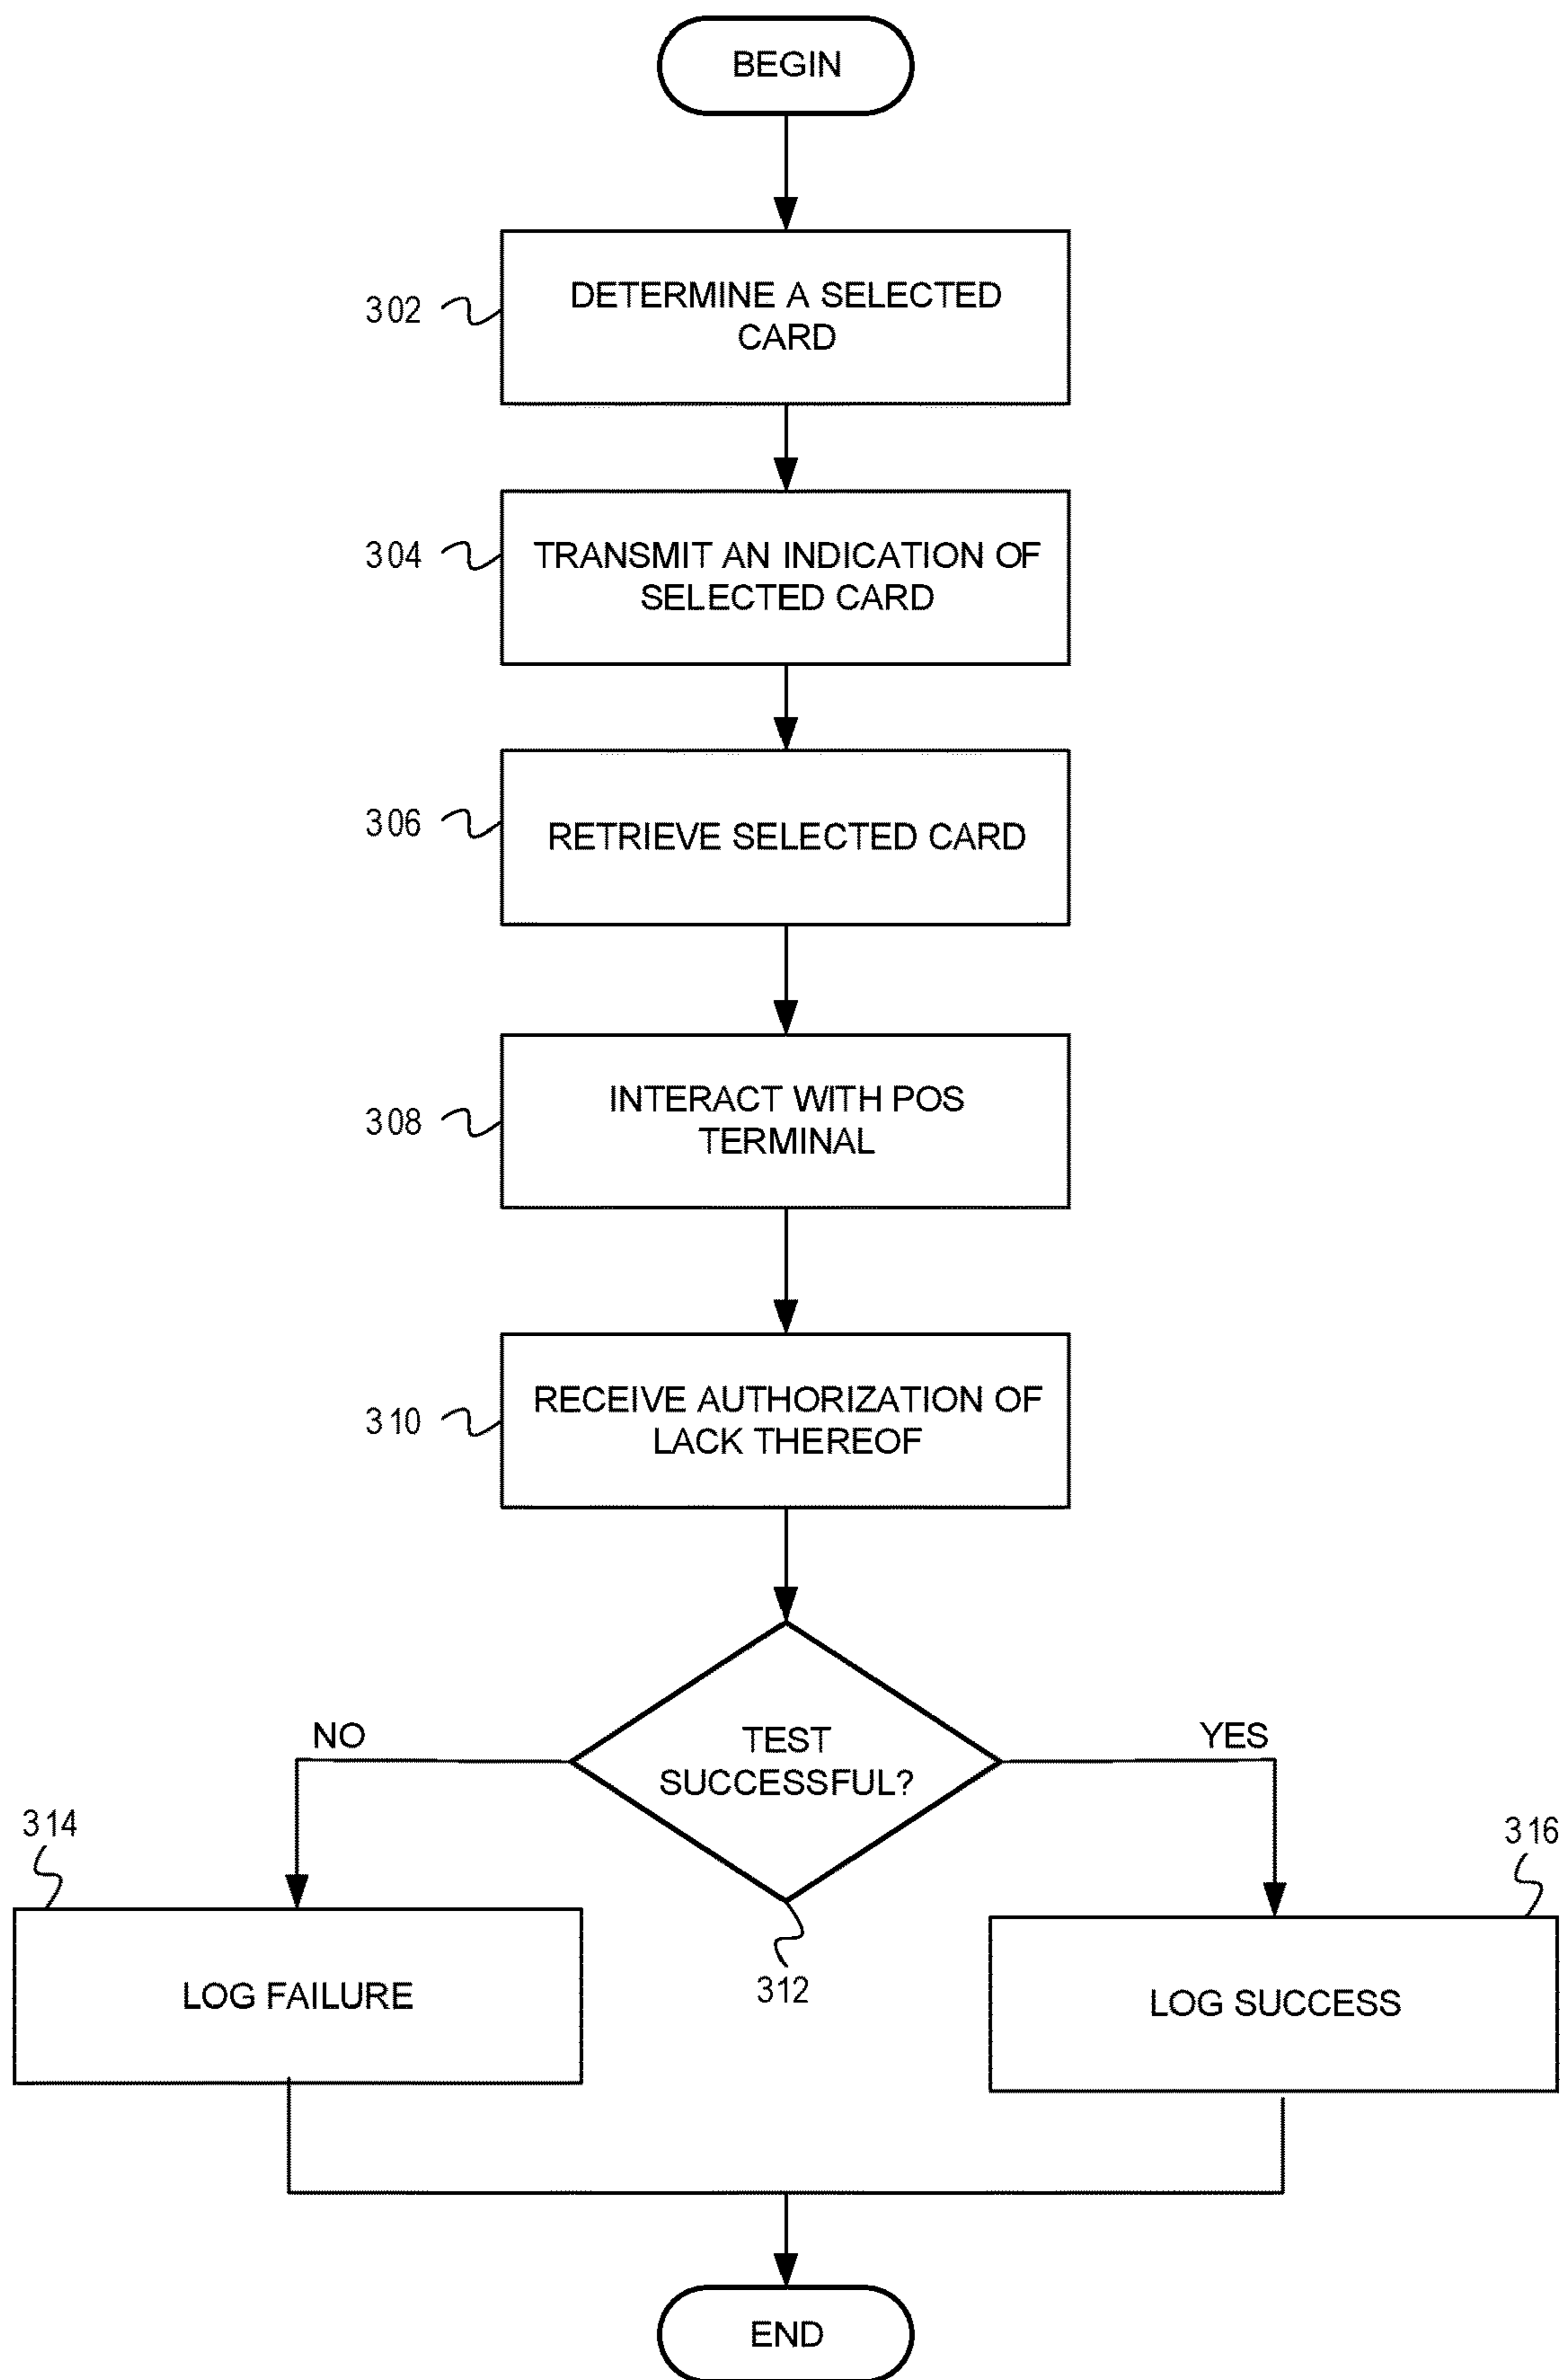 BEGIN
302
DETERMINE A SELECTED
CARD
304
TRANSMIT AN INDICATION OF
SELECTED CARD
306
RETRIEVE SELECTED CARD
308
INTERACT WITH POS
TERMINAL
310
RECEIVE AUTHORIZATION OF
LACK THEREOF
NO
TEST
SUCCESSFUL?
YES
314
316
312
LOG FAILURE
LOG SUCCESS
END